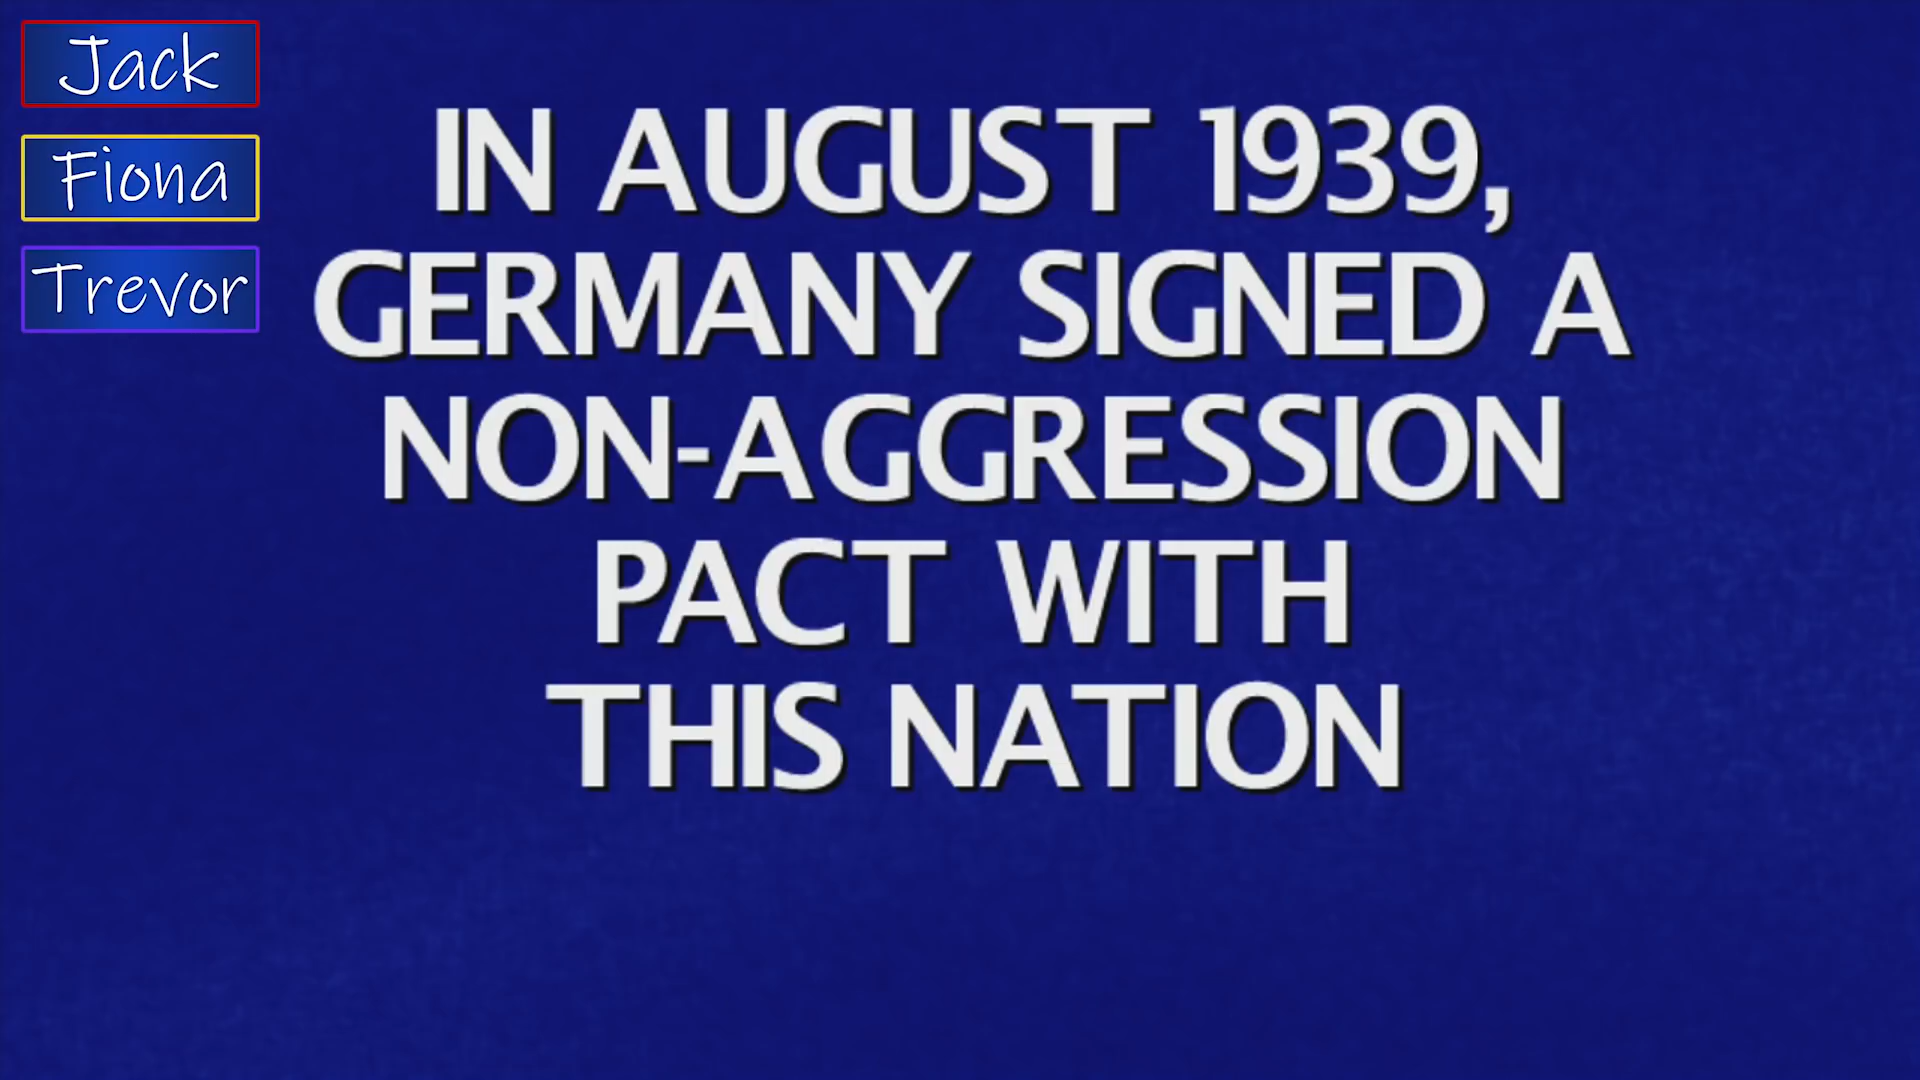 Jack
Fiona
Trevor
IN AUGUST 1939,
GERMANY SIGNED A
NON-AGGRESSION
PACT WITH
THIS NATION